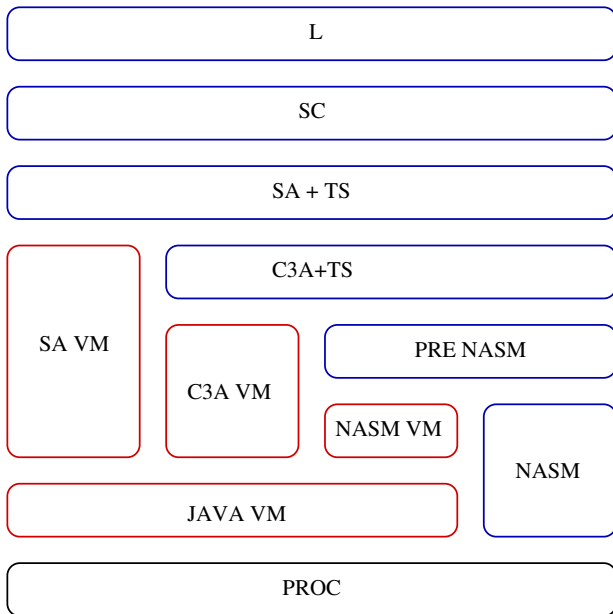 L
SC
SA + TS
C3A+TS
SA VM
PRE NASM
C3A VM
NASM VM
NASM
JAVA VM
PROC